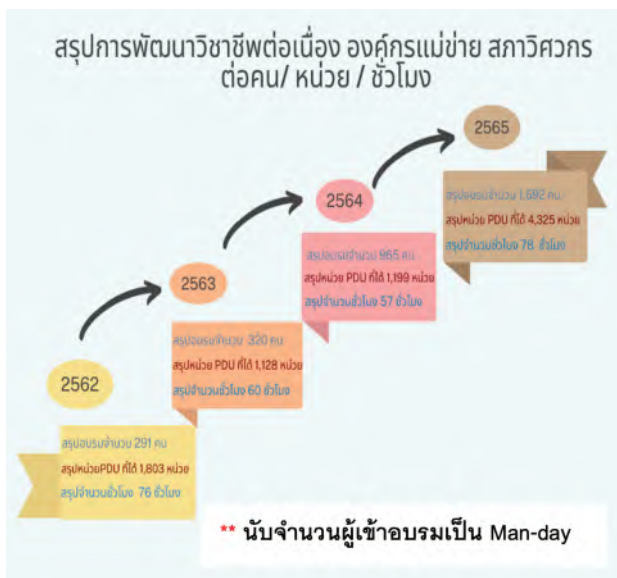 สรุปการพัฒนาวิชาชีพต่อเนื่อง องค์กรแม่ข่าย สภาวิศวกร
ต่อคน/ หน่วย / ชั่วโมง
2565
สรุปอบรมจำนวน 1,692 คน
สรุปหน่วย PDU ที่ได้ 4,325 หน่วย
สรุปจำนวนชั่วโมง 78 ชั่วโมง
2564
สรุปอบรมจำนวน 965 คน
สรุปหน่วย PDU ที่ได้ 1,199 หน่วย
สรุปจำนวนชั่วโมง 57 ชั่วโมง
2563
สรุปอบรมจำนวน 320 คน
สรุปหน่วย PDU ที่ได้ 1,128 หน่วย
สรุปจำนวนชั่วโมง 60 ชั่วโมง
2562
สรุปอบรมจำนวน 291 คน
สรุปหน่วยPDU ที่ได้ 1,803 หน่วย
สรุปจำนวนชั่วโมง 76 ชั่วโมง
** นับจำนวนผู้เข้าอบรมเป็น Man-day